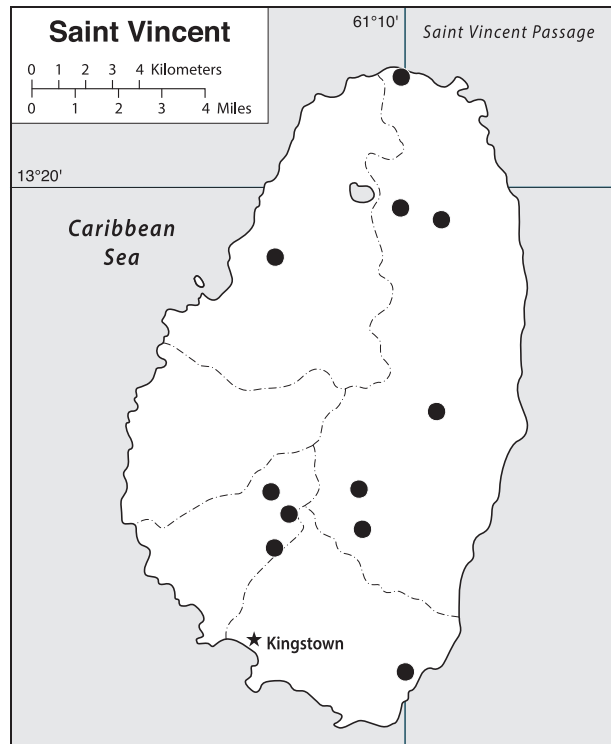 Saint Vincent
0 1 2 3 4 Kilometers
0 1 2 3 4 Miles
61°10'
Saint Vincent Passage
13°20'
Caribbean
Sea
Kingstown